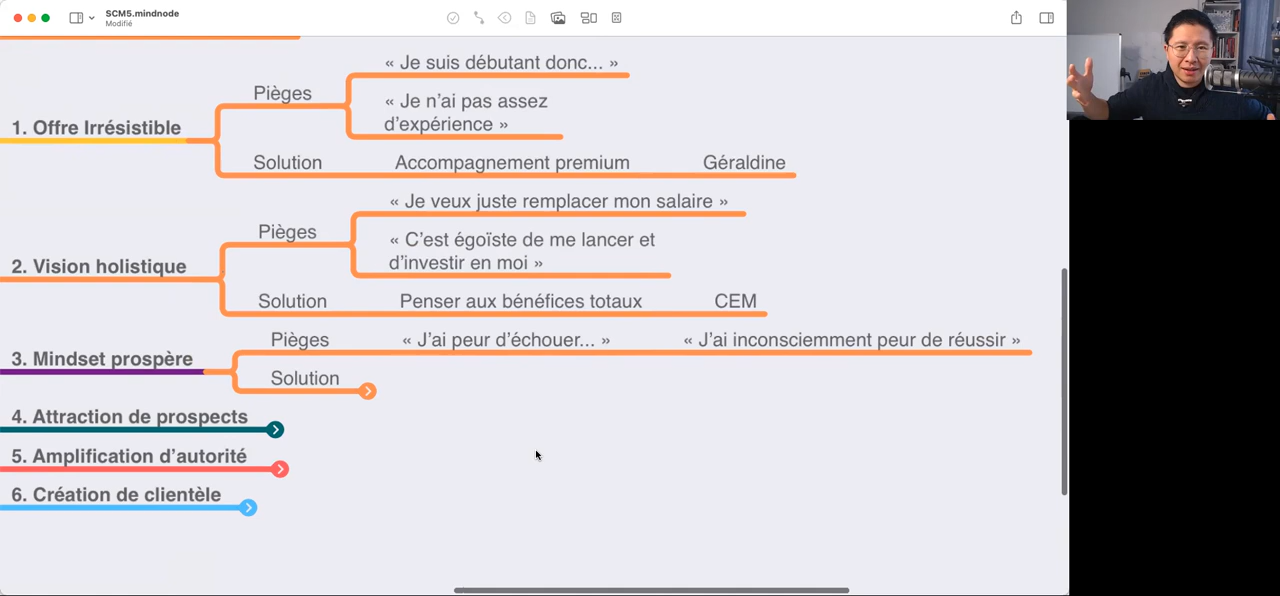 SCM5.mindnode
Modifié
« Je suis débutant donc... »
Pièges
« Je n’ai pas assez
d’expérience »
1. Offre Irrésistible
Solution Accompagnement premium Géraldine
« Je veux juste remplacer mon salaire »
Pièges
« C’est égoïste de me lancer et
d’investir en moi »
2. Vision holistique
Solution Penser aux bénéfices totaux CEM
Pièges « J’ai peur d’échouer... » « J’ai inconsciemment peur de réussir »
3. Mindset prospère
Solution
4. Attraction de prospects
5. Amplification d’autorité
6. Création de clientèle